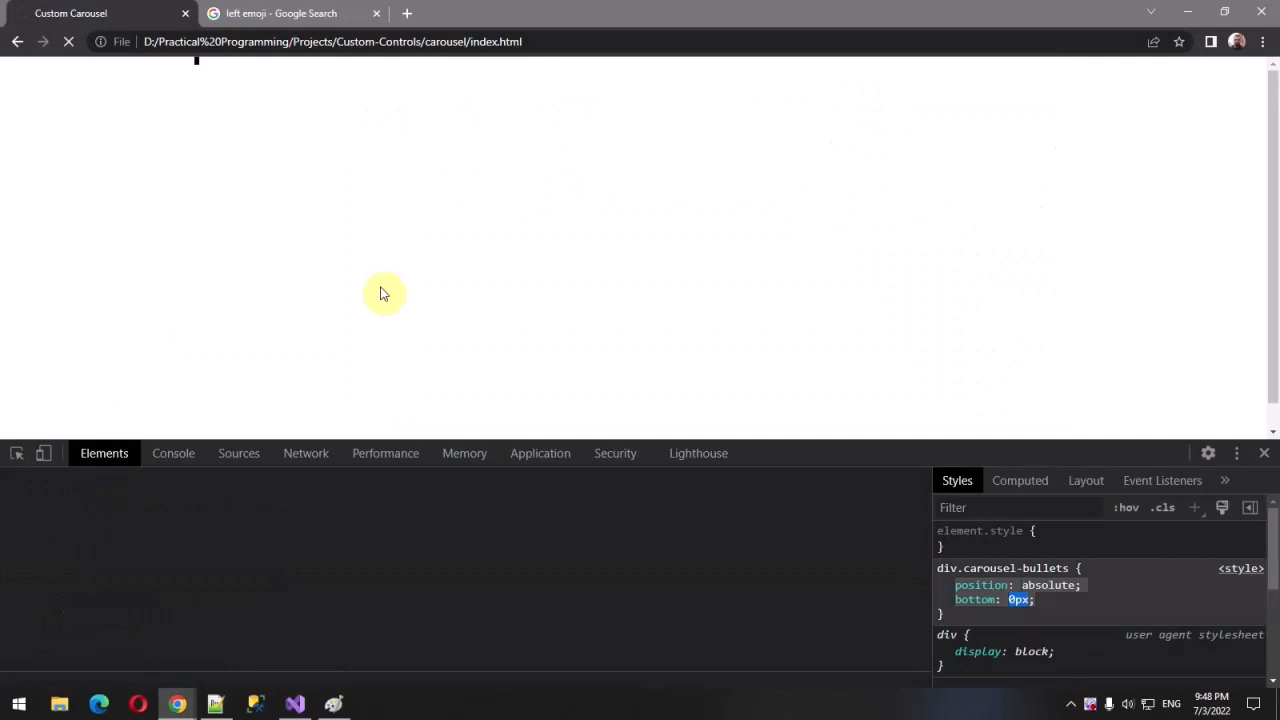 Custom Carousel
left emoji - Google Search
File
D:/Practical%20Programming/Projects/Custom-Controls/carousel/index.html
Elements
Console
Sources
Network
Performance
Memory
Application
Security
Lighthouse
Styles
Computed
Layout
Event Listeners
Filter
:hov
.cls
element.style {
}
div.carousel-bullets {
<style>
position: absolute;
bottom: 0px;
}
div {
user agent stylesheet
display: block;
}
ENG
9:48 PM
7/3/2022